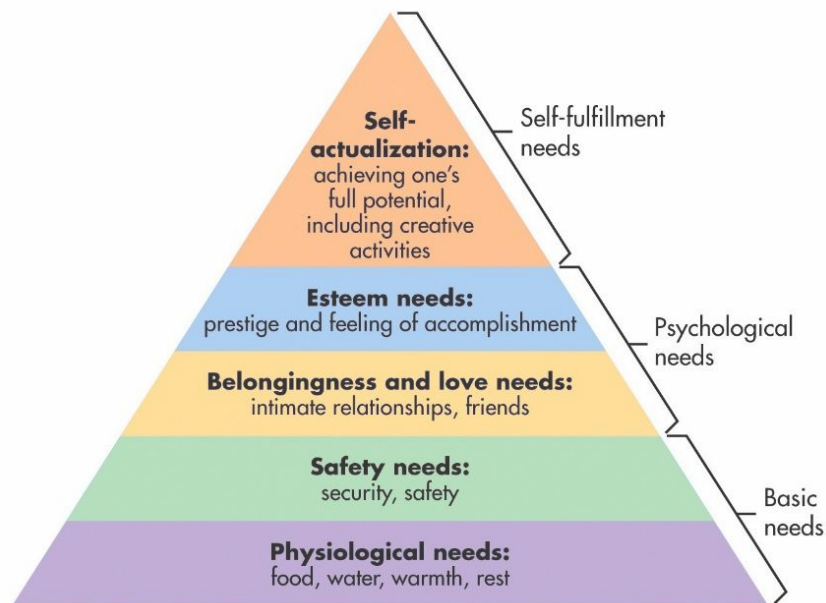 Self-
actualization:
achieving one's
full potential,
including creative
activities
Self-fulfillment
needs
Esteem needs:
prestige and feeling of accomplishment
Psychological
needs
Belongingness and love needs:
intimate relationships, friends
Safety needs:
security, safety
Basic
needs
Physiological needs:
food, water, warmth, rest